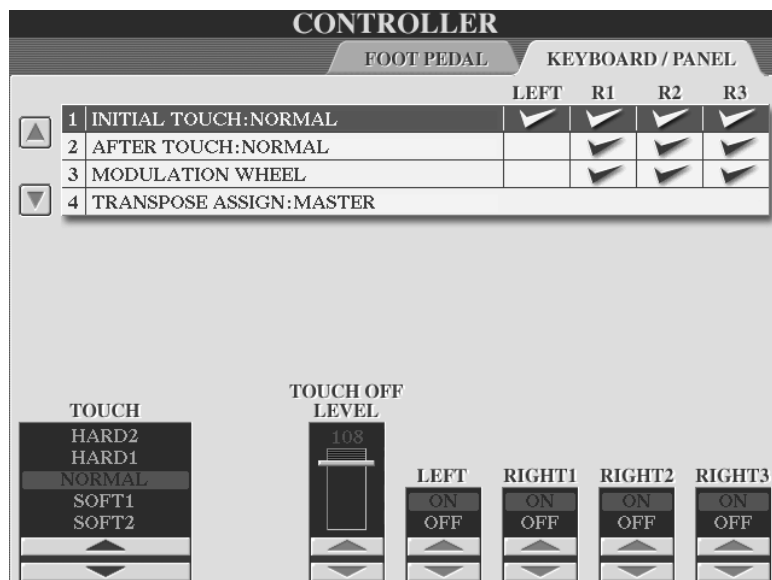 CONTROLLER
FOOT PEDAL KEYBOARD / PANEL
LEFT R1 R2 R3
1 INITIAL TOUCH:NORMAL
2 AFTER TOUCH:NORMAL
3 MODULATION WHEEL
4 TRANSPOSE ASSIGN:MASTER
TOUCH
HARD2
HARD1
NORMAL
SOFT1
SOFT2
TOUCH OFF
LEVEL
108
LEFT RIGHT1 RIGHT2 RIGHT3
ON ON ON ON
OFF OFF OFF OFF